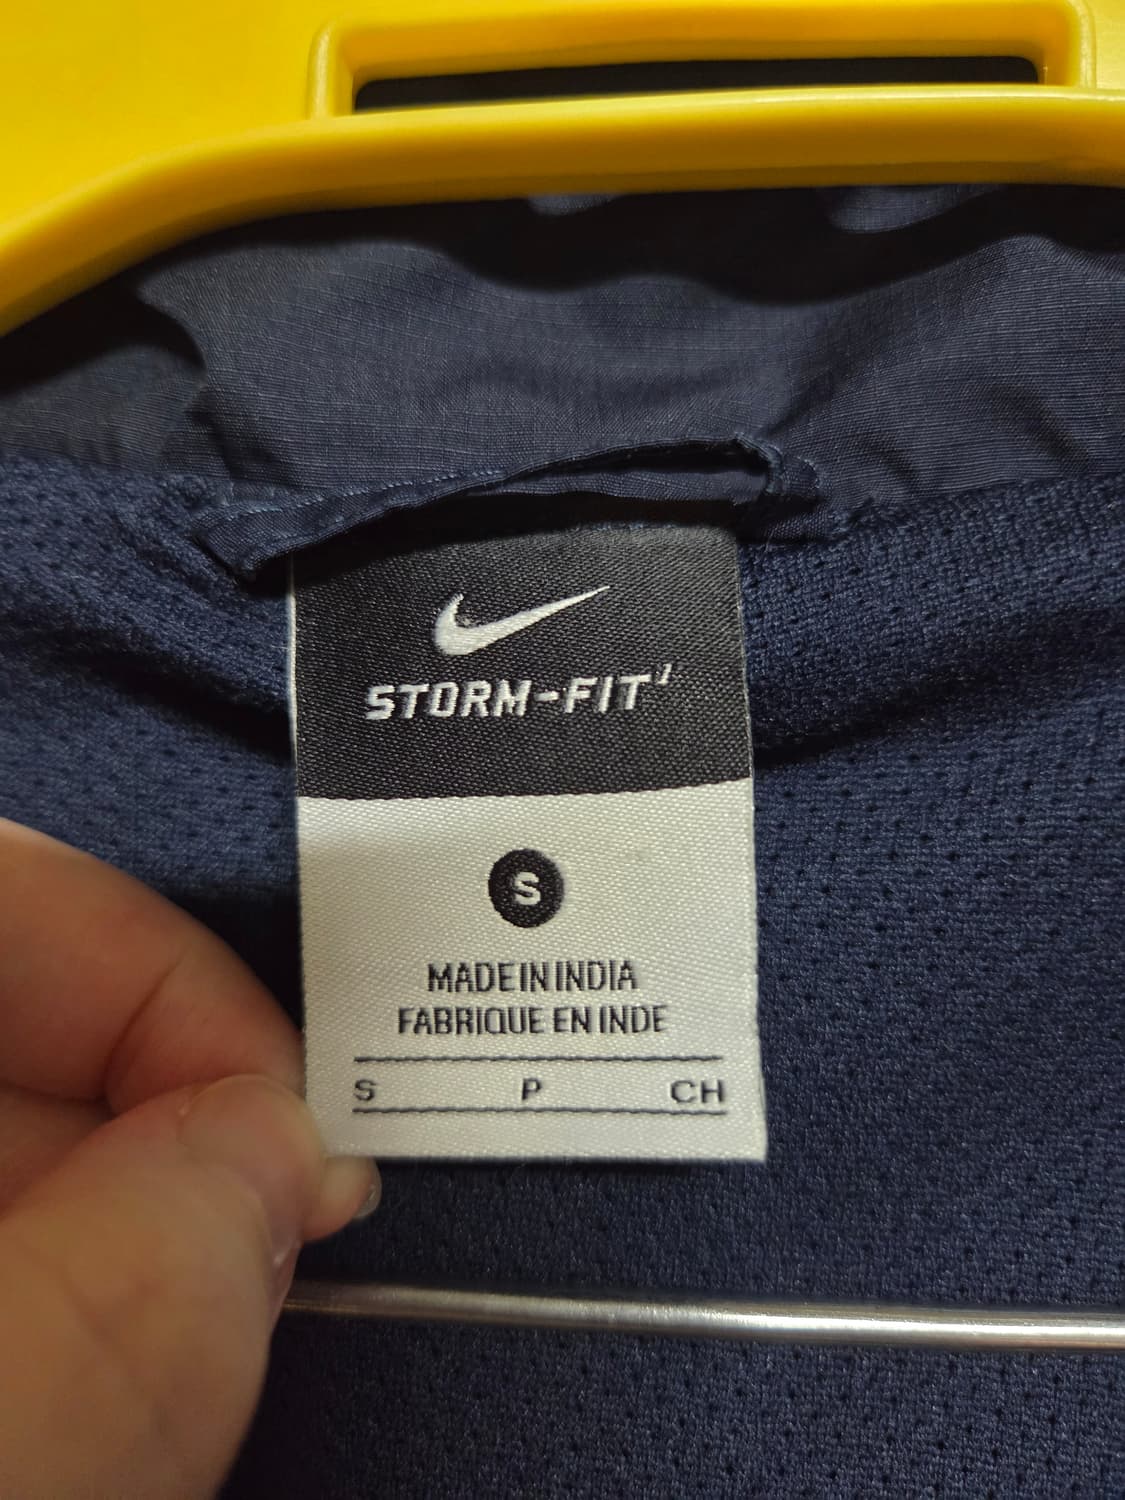 STORM-FIT
S
MADE IN INDIA
FABRIQUE EN INDE
S P CH